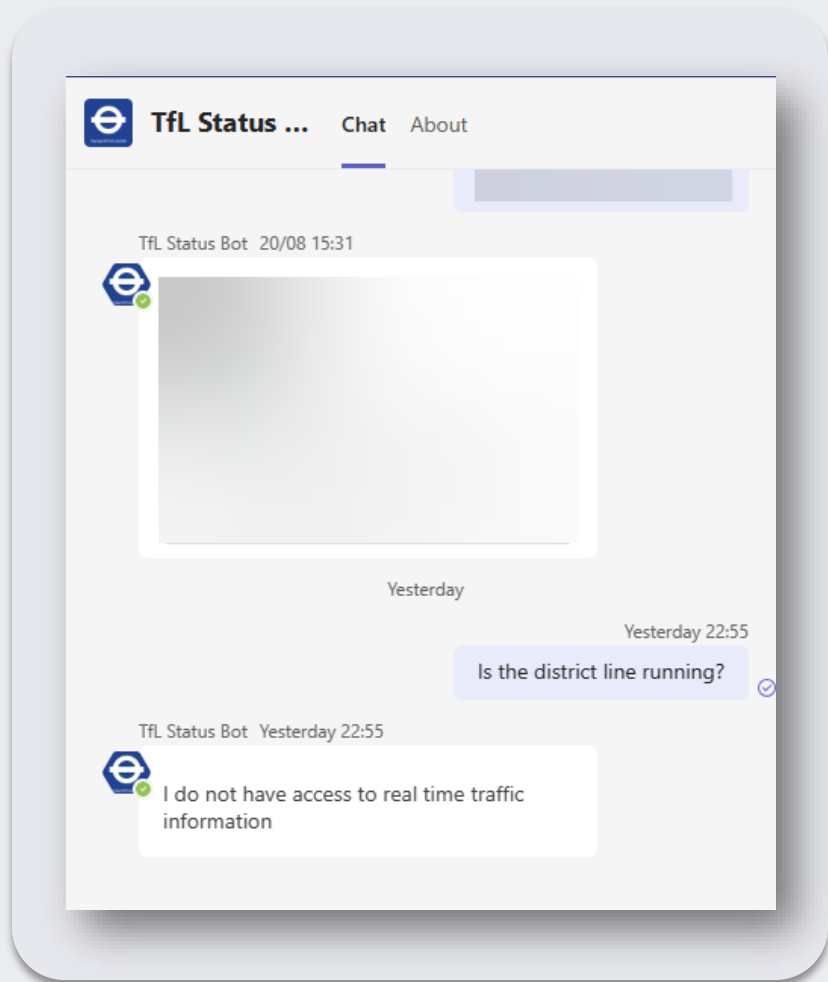 TfL Status ... Chat About
TfL Status Bot 20/08 15:31
Yesterday
Yesterday 22:55
Is the district line running?
TfL Status Bot Yesterday 22:55
I do not have access to real time traffic
information